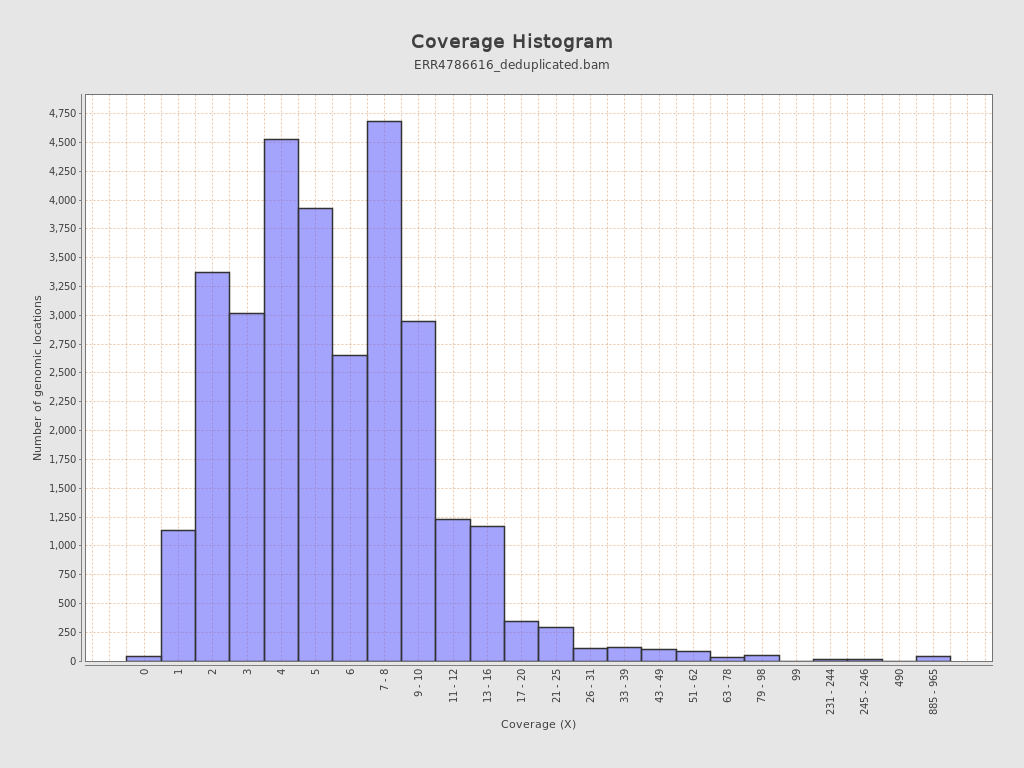 Coverage Histogram
ERR4786616_deduplicated.bam
Number of genomic locations
4,750
4,500
4,250
4,000
3,750
3,500
3,250
3,000
2,750
2,500
2,250
2,000
1,750
1,500
1,250
1,000
750
500
250
0
0
1
2
3
4
5
6
7 - 8
9 - 10
11 - 12
13 - 16
17 - 20
21 - 25
26 - 31
33 - 39
43 - 49
51 - 62
63 - 78
79 - 98
99
231 - 244
245 - 246
490
885 - 965
Coverage (X)